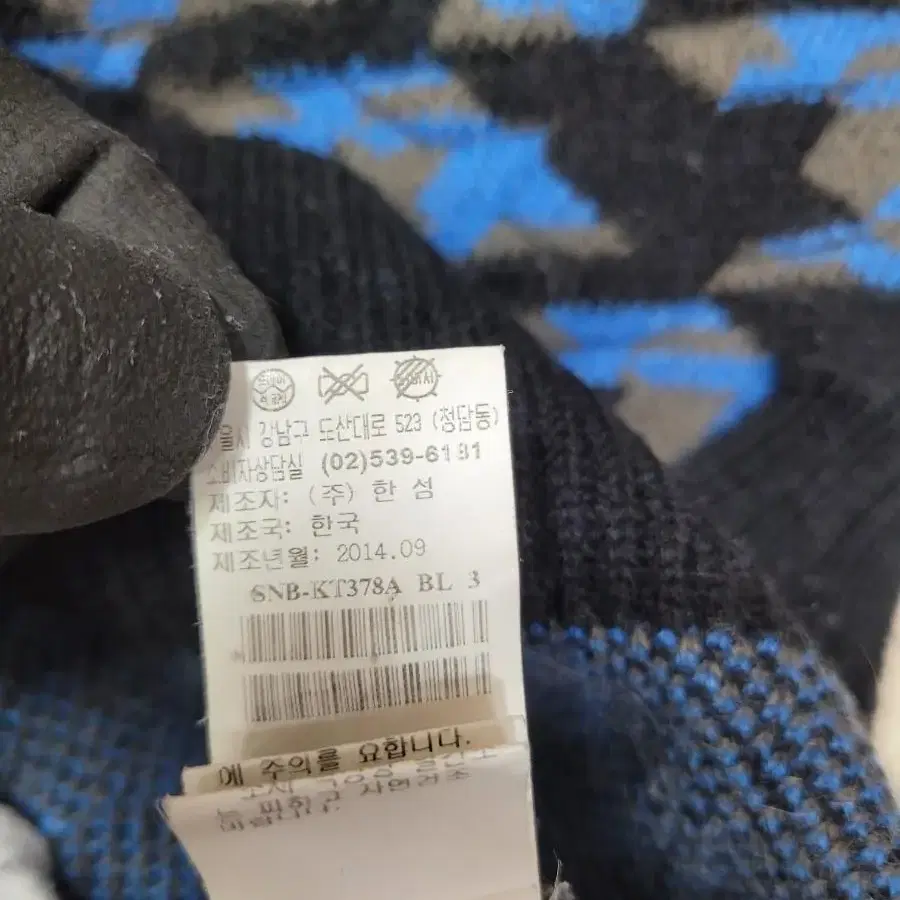 울시 강남구 도산대로 523 (청담동)
소비자상담실 (02)539-6181
제조자: (주) 한 섬
제조국: 한국
제조년월: 2014.09
SNB-KT378A BL 3
에 주의를 요합니다.